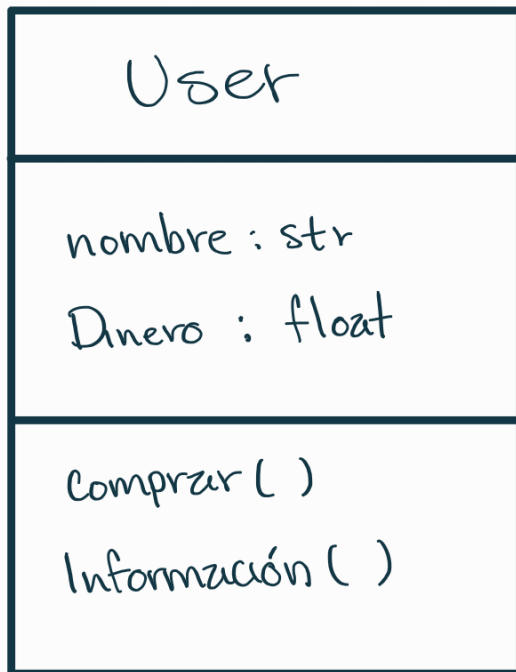 User
nombre : str
Dinero : float
Comprar ( )
Información ( )